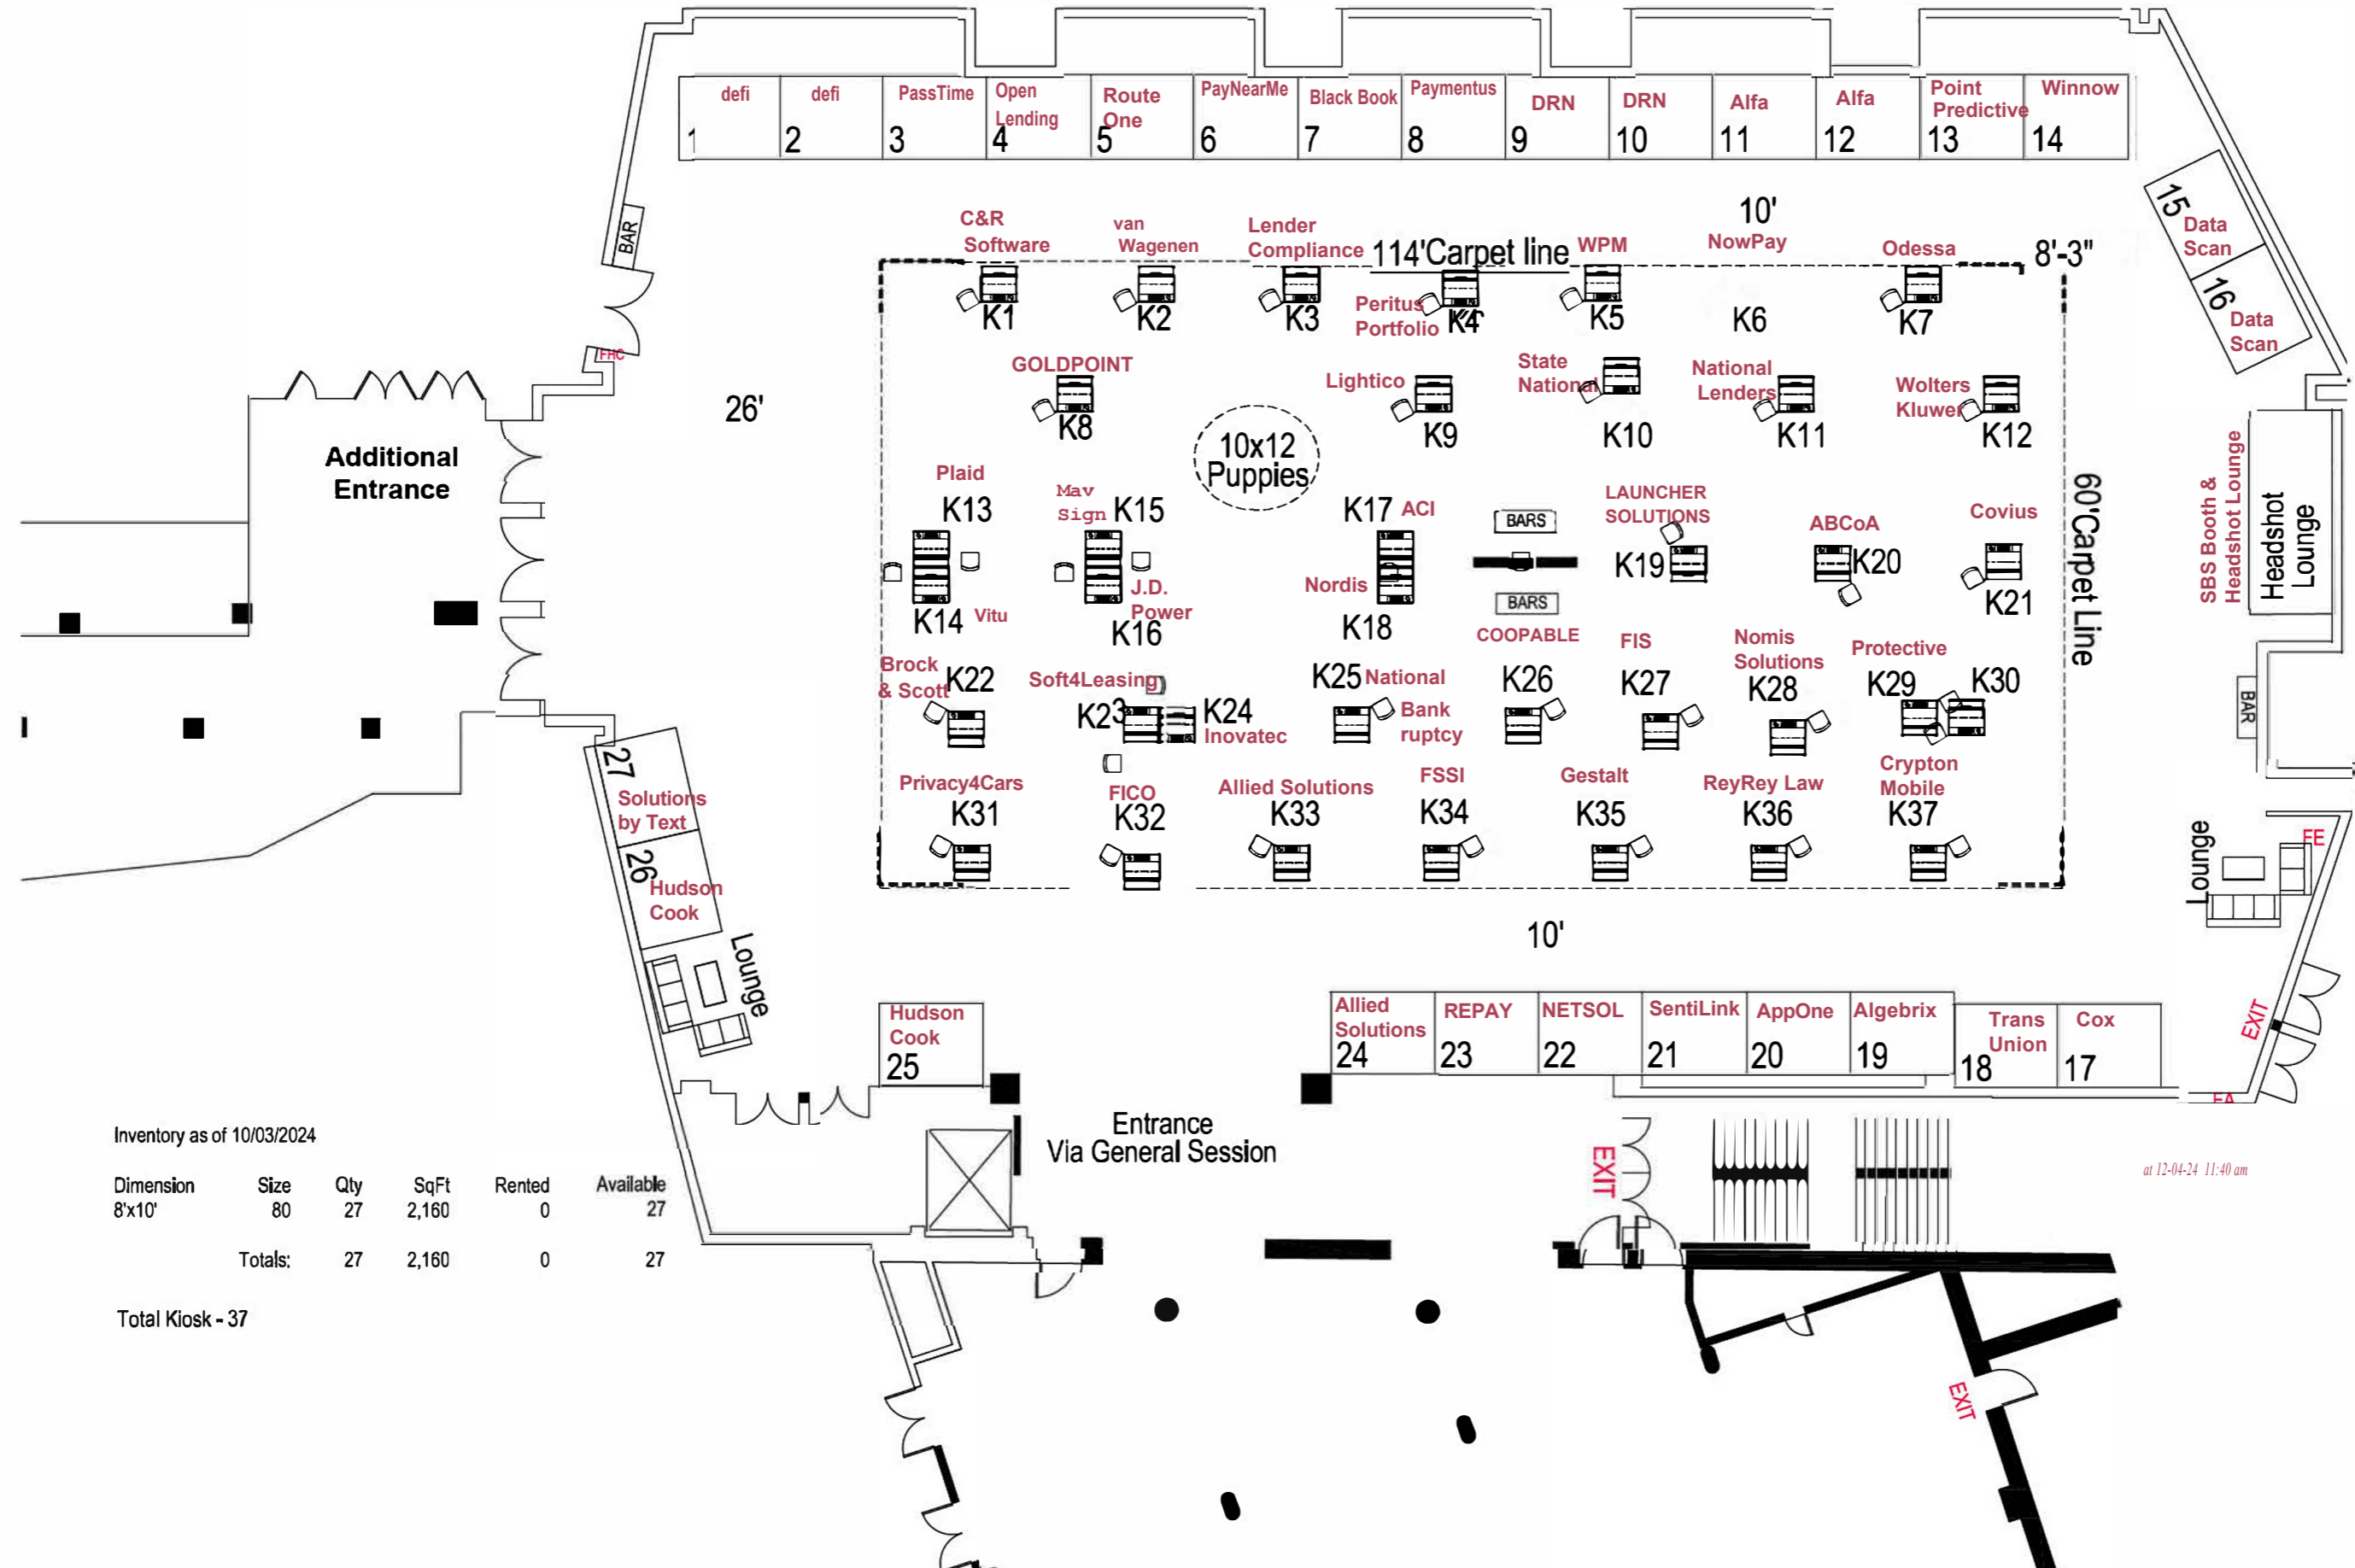 defi
1
defi
2
PassTime
3
Open
Lending
4
Route
One
5
PayNearMe
6
Black Book
7
Paymentus
8
DRN
9
DRN
10
Alfa
11
Alfa
12
Point
Predictive
13
Winnow
14
15
Data
Scan
16
Data
Scan
BAR
FHC
10'
8'-3"
114'Carpet line
C&R
Software
K1
van
Wagenen
K2
Lender
Compliance
K3
Peritus
Portfolio
K4
WPM
K5
NowPay
K6
Odessa
K7
26'
GOLDPOINT
K8
10x12
Puppies
Lightico
K9
State
National
K10
National
Lenders
K11
Wolters
Kluwer
K12
Additional
Entrance
Plaid
K13
K14
Vitu
Mav
Sign
K15
J.D.
Power
K16
K17
ACI
Nordis
K18
BARS
BARS
LAUNCHER
SOLUTIONS
K19
ABCoA
K20
Covius
K21
60'Carpet Line
SBS Booth &
Headshot Lounge
Headshot
Lounge
Brock
& Scott
K22
Soft4Leasing
K23
K24
Inovatec
K25
National
Bank
ruptcy
COOPABLE
K26
FIS
K27
Nomis
Solutions
K28
Protective
K29
K30
BAR
Privacy4Cars
K31
FICO
K32
Allied Solutions
K33
FSSI
K34
Gestalt
K35
ReyRey Law
K36
Crypton
Mobile
K37
27
Solutions
by Text
26
Hudson
Cook
Lounge
Lounge
FE
10'
Hudson
Cook
25
Allied
Solutions
24
REPAY
23
NETSOL
22
SentiLink
21
AppOne
20
Algebrix
19
Trans
Union
18
Cox
17
EXIT
Entrance
Via General Session
EXIT
at 12-04-24 11:40 am
Inventory as of 10/03/2024
Dimension Size Qty SqFt Rented Available
8'x10' 80 27 2,160 0 27
Totals: 27 2,160 0 27
Total Kiosk - 37
EXIT